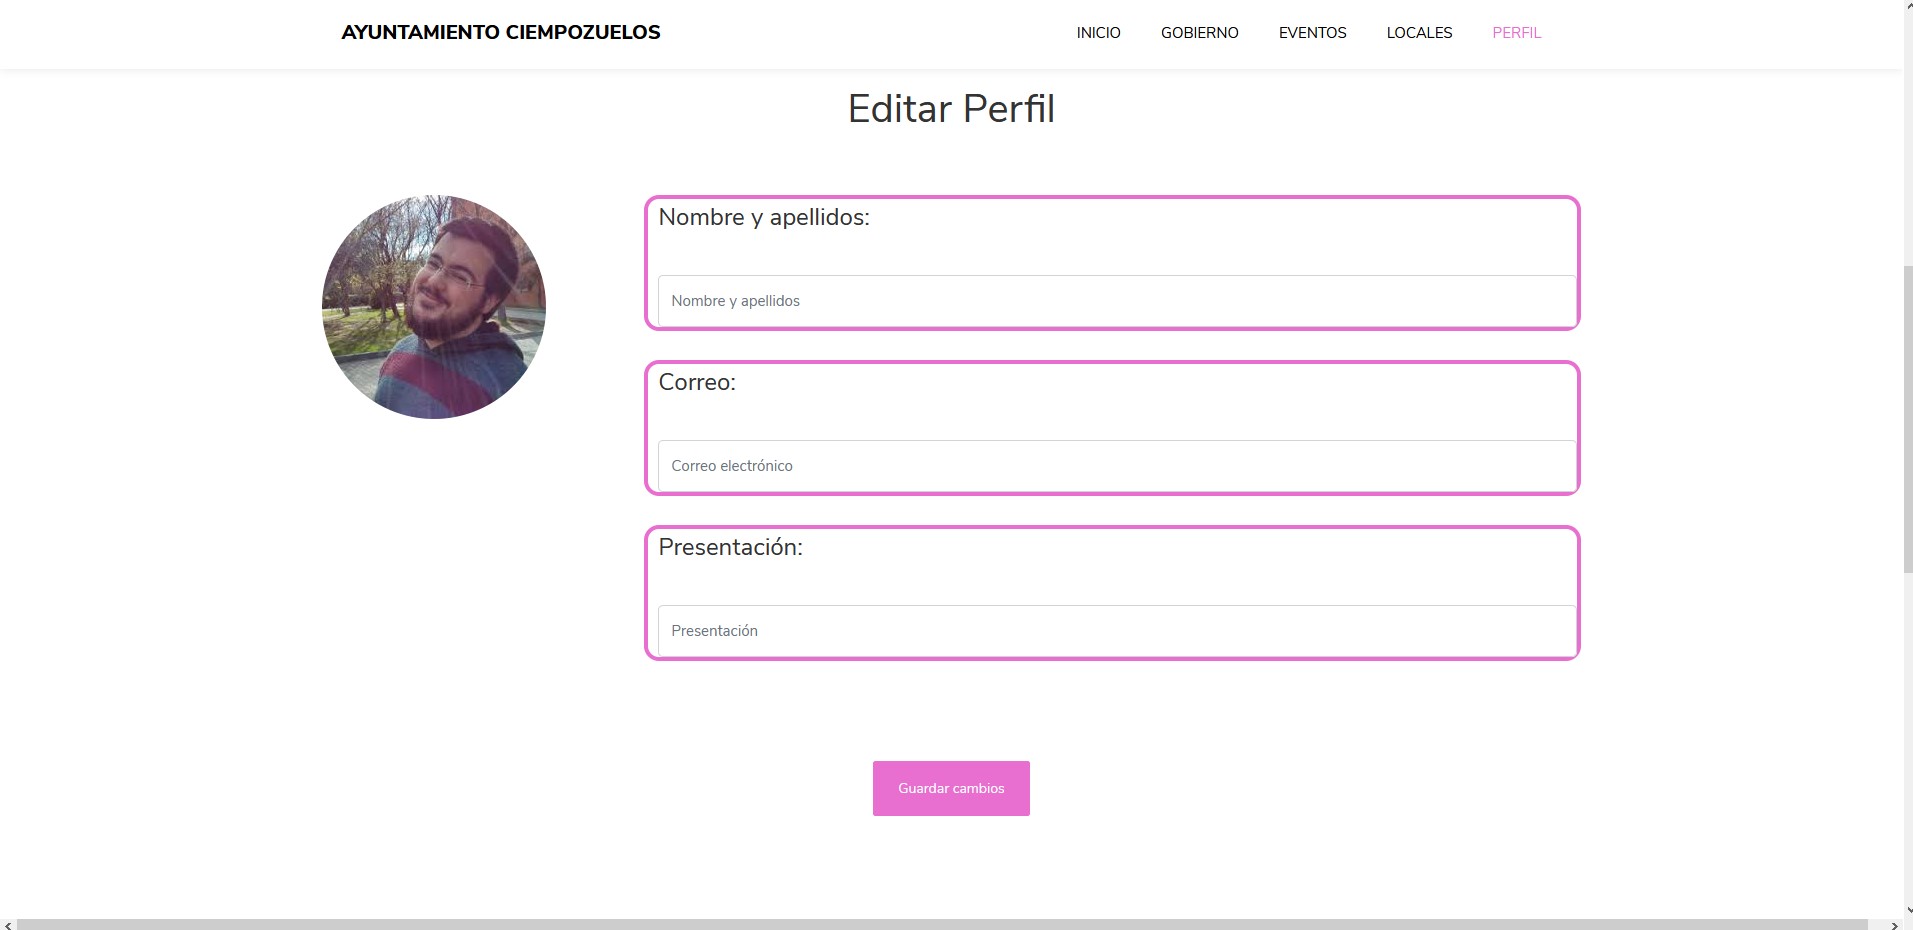 AYUNTAMIENTO CIEMPOZUELOS
INICIO GOBIERNO EVENTOS LOCALES PERFIL
Editar Perfil
Nombre y apellidos:
Nombre y apellidos
Correo:
Correo electrónico
Presentación:
Presentación
Guardar cambios